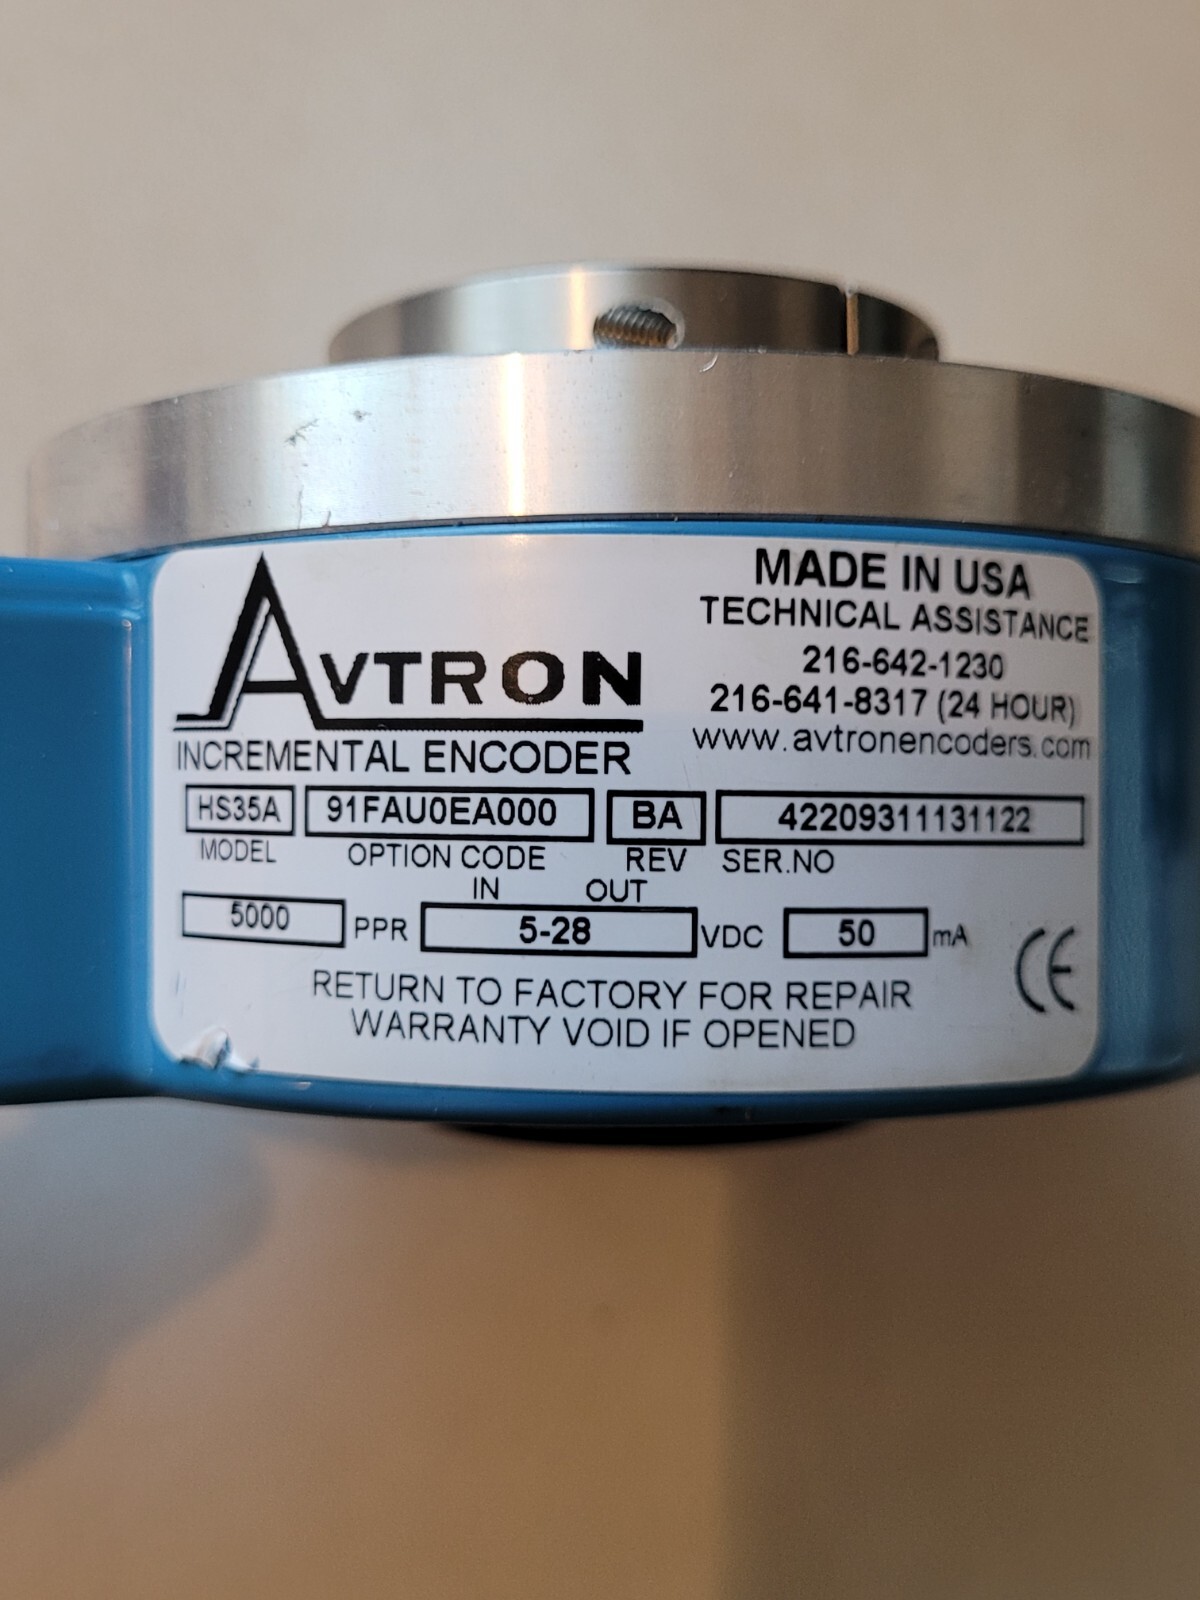 AVTRON
INCREMENTAL ENCODER
MADE IN USA
TECHNICAL ASSISTANCE
216-642-1230
216-641-8317 (24 HOUR)
www.avtronencoders.com
HS35A 91FAU0EA000 BA 42209311131122
MODEL OPTION CODE REV SER.NO
IN OUT
5000 PPR 5-28 VDC 50 mA
CE
RETURN TO FACTORY FOR REPAIR
WARRANTY VOID IF OPENED